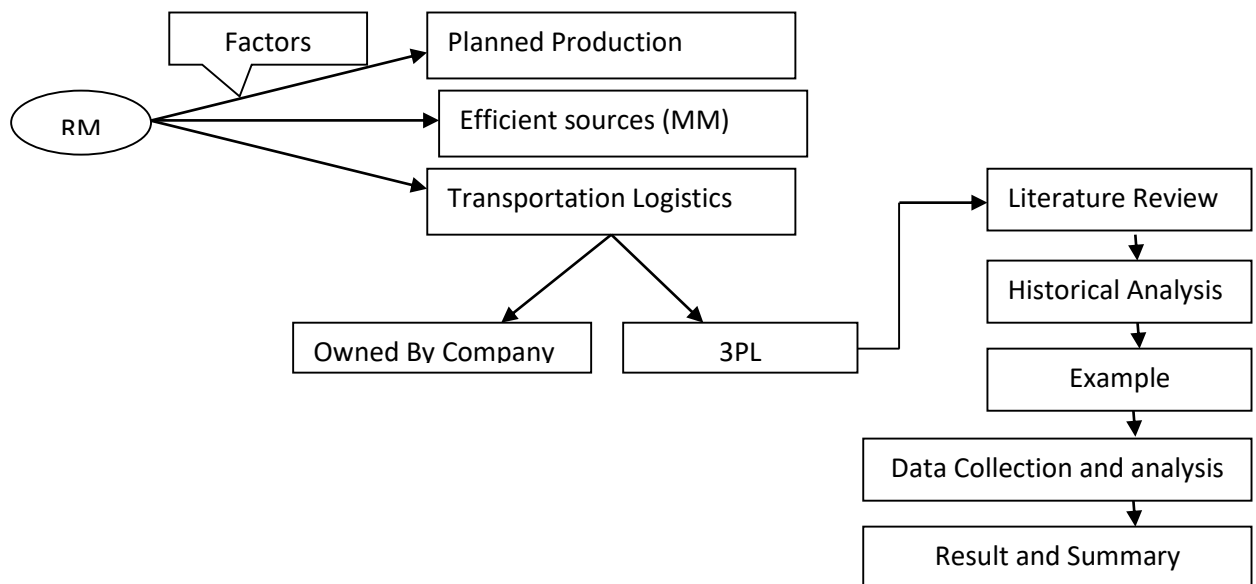 Factors
Planned Production
RM
Efficient sources (MM)
Transportation Logistics
Literature Review
Historical Analysis
Owned By Company
3PL
Example
Data Collection and analysis
Result and Summary